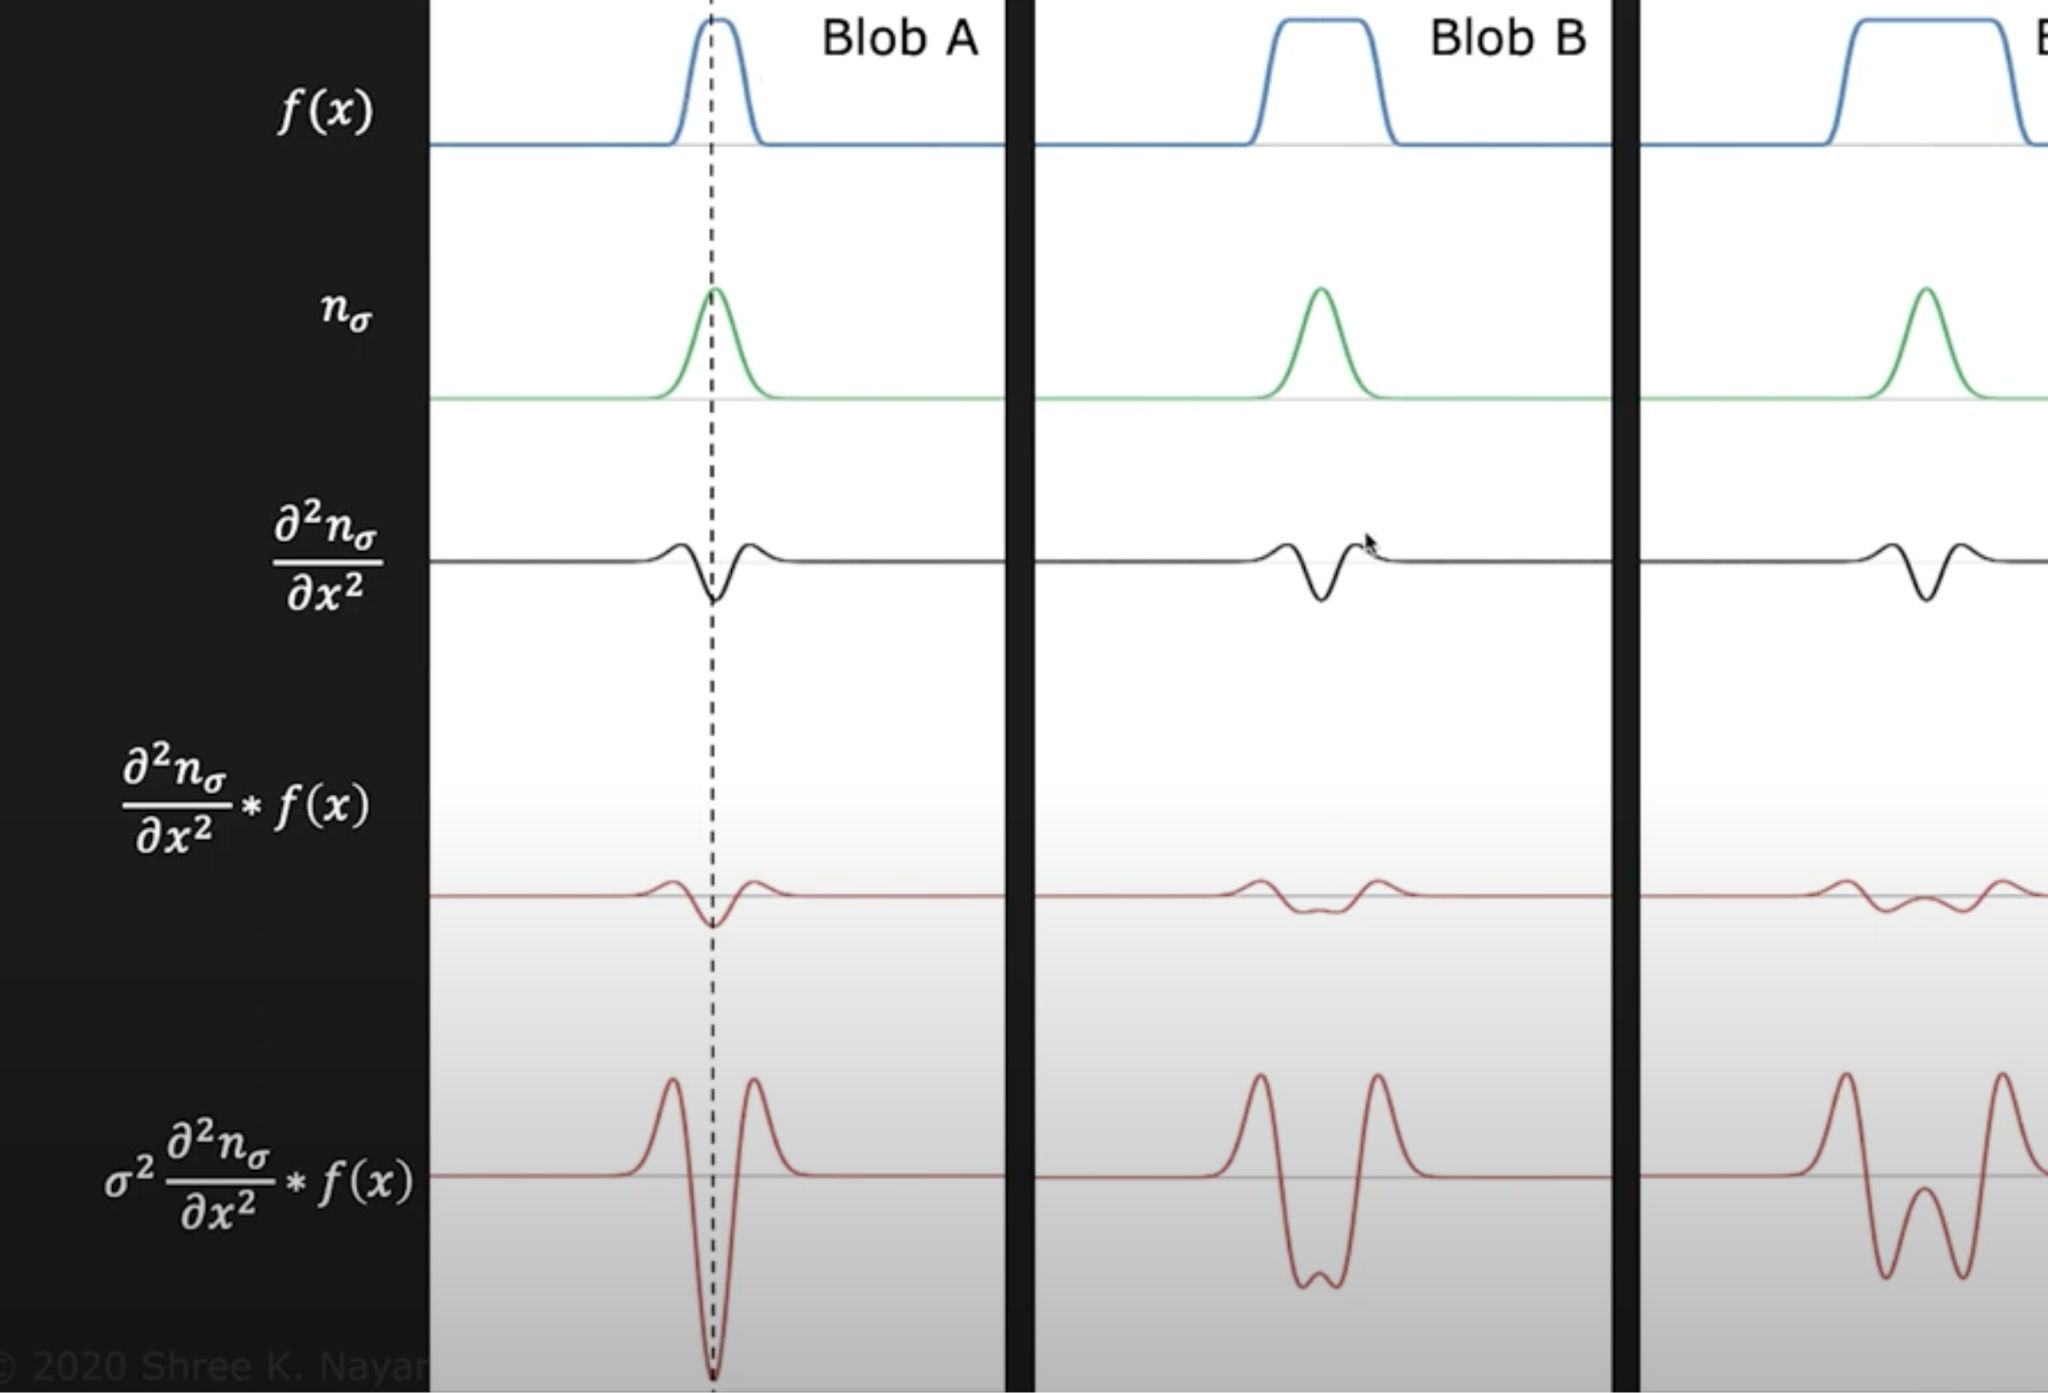 Blob A
Blob B
f(x)
n_σ
∂²n_σ/∂x²
∂²n_σ/∂x² * f(x)
σ² ∂²n_σ/∂x² * f(x)
© 2020 Shree K. Nayar